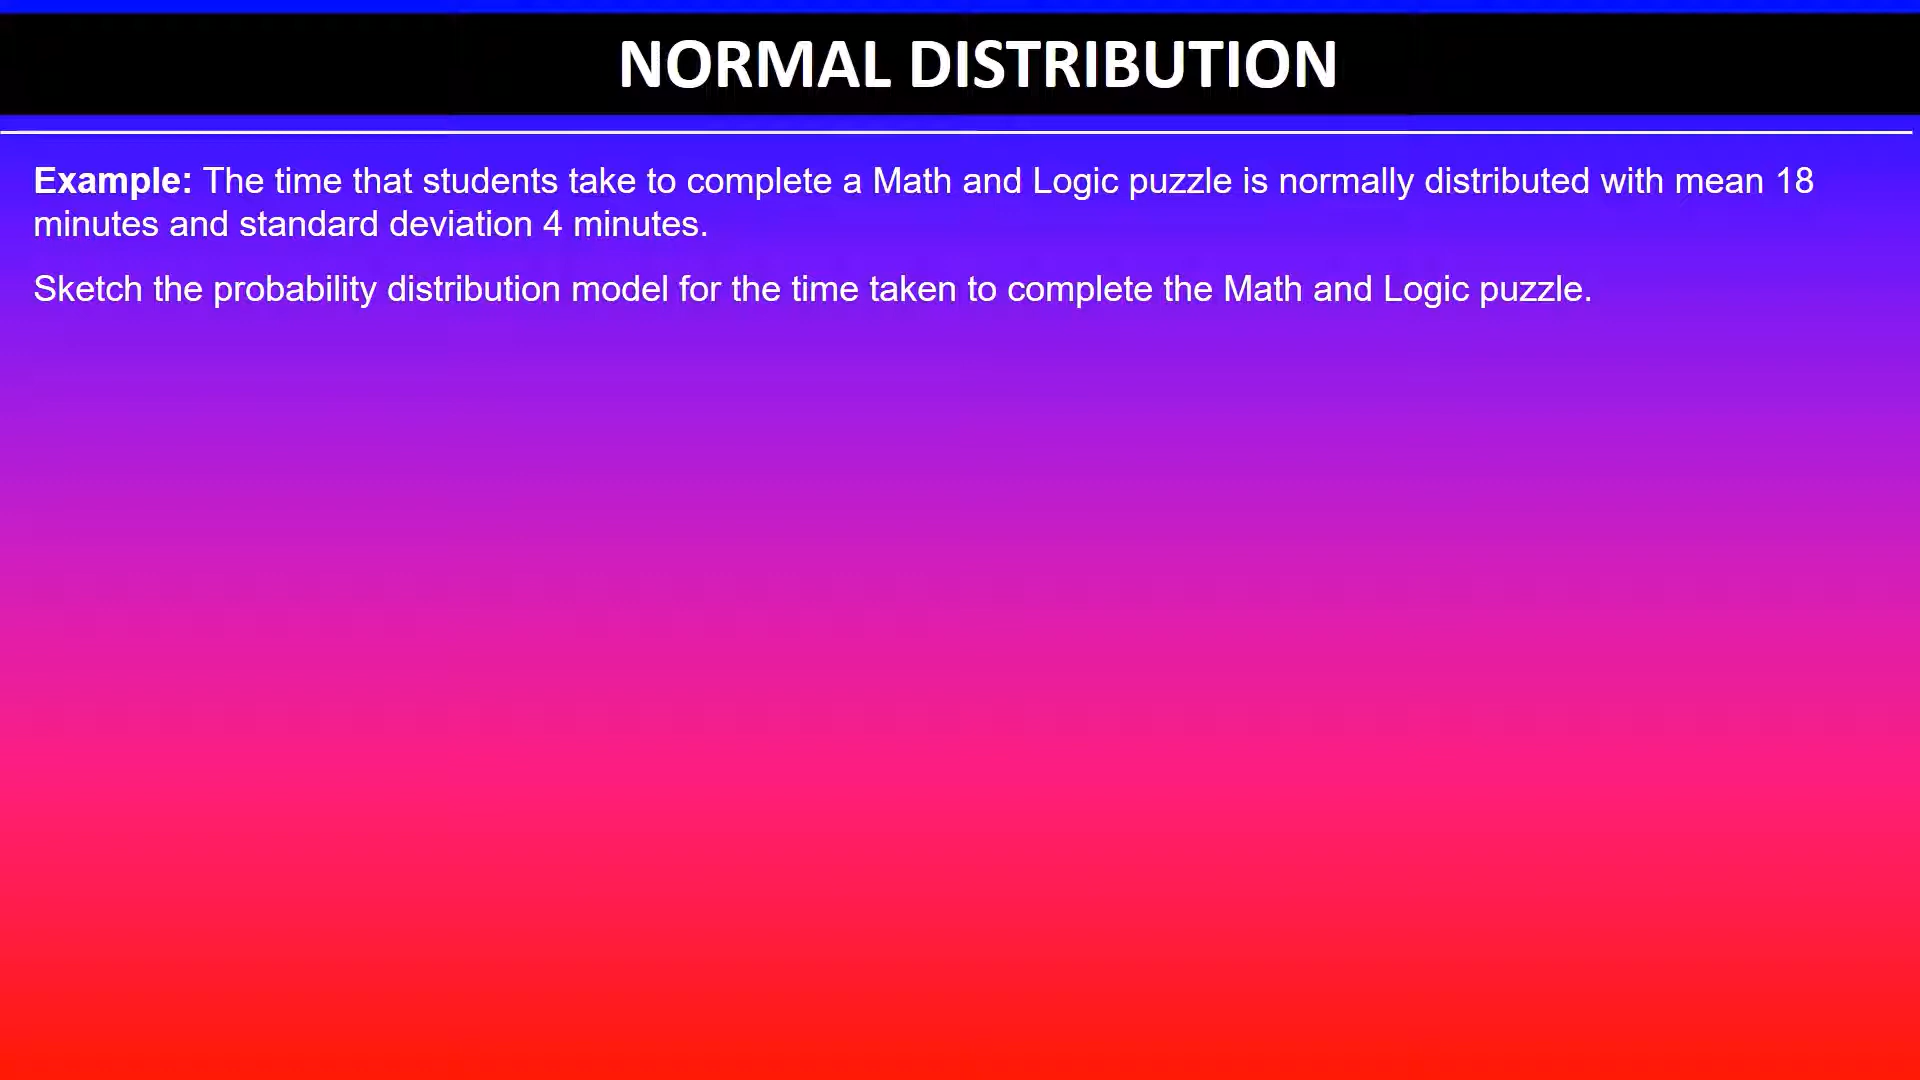 NORMAL DISTRIBUTION
Example: The time that students take to complete a Math and Logic puzzle is normally distributed with mean 18
minutes and standard deviation 4 minutes.
Sketch the probability distribution model for the time taken to complete the Math and Logic puzzle.